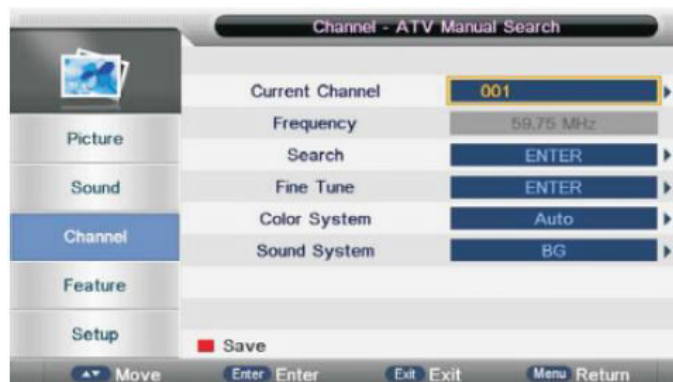 Channel - ATV Manual Search
Current Channel 001
Frequency 59,75 MHz
Picture
Search ENTER
Sound
Fine Tune ENTER
Color System Auto
Channel
Sound System BG
Feature
Setup
Save
Move Enter Enter Exit Exit Menu Return